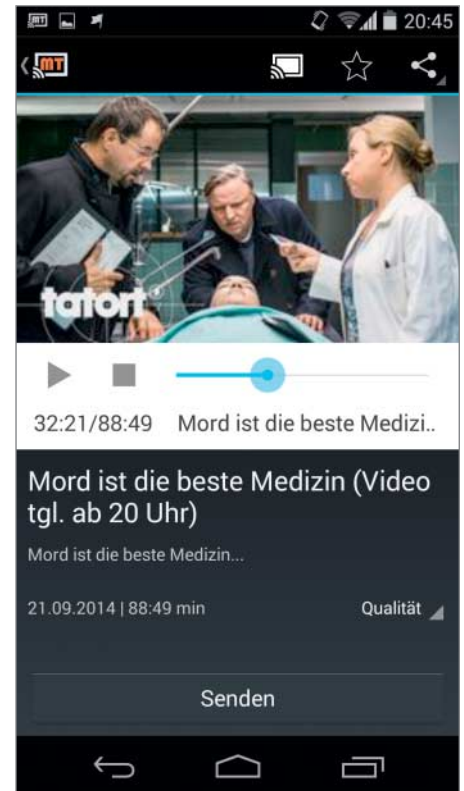 MT
20:45
MT
tatort
32:21/88:49 Mord ist die beste Medizi..
Mord ist die beste Medizin (Video
tgl. ab 20 Uhr)
Mord ist die beste Medizin...
21.09.2014 | 88:49 min Qualität
Senden